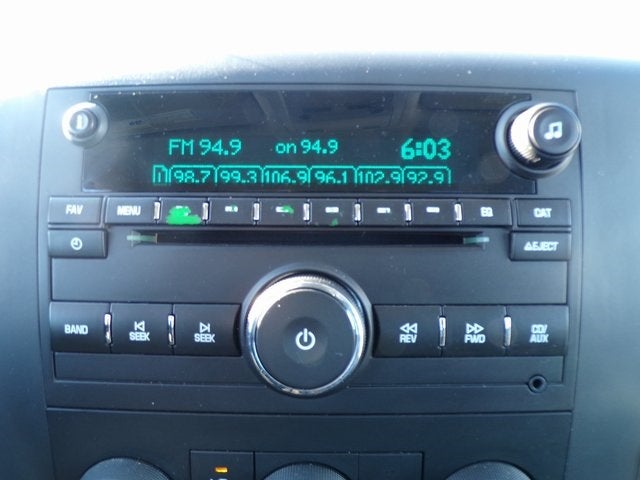 FM 94.9 on 94.9 6:03
1 98.7 99.3 106.9 96.1 102.9 92.9
FAV MENU EQ CAT
EJECT
BAND SEEK SEEK REV FWD CD/AUX